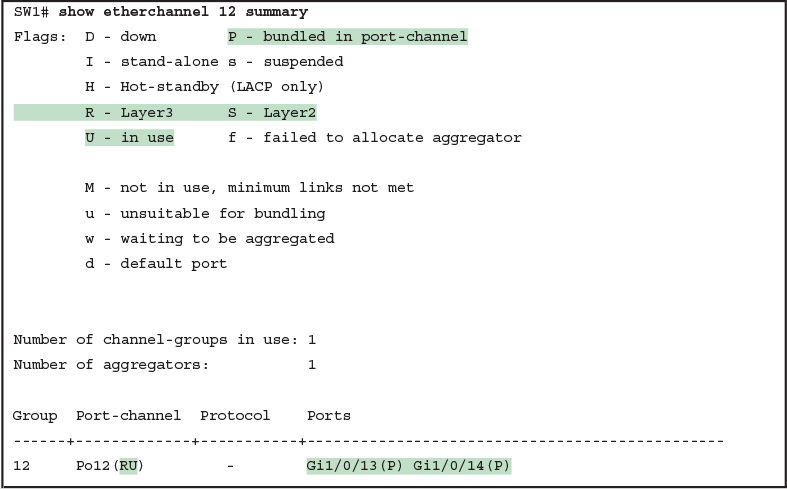 SW1# show etherchannel 12 summary
Flags:  D - down        P - bundled in port-channel
        I - stand-alone s - suspended
        H - Hot-standby (LACP only)
        R - Layer3      S - Layer2
        U - in use      f - failed to allocate aggregator
        M - not in use, minimum links not met
        u - unsuitable for bundling
        w - waiting to be aggregated
        d - default port
Number of channel-groups in use: 1
Number of aggregators:           1
Group  Port-channel  Protocol    Ports
------+-------------+-----------+-----------------------------------------------
12     Po12(RU)         -        Gi1/0/13(P) Gi1/0/14(P)